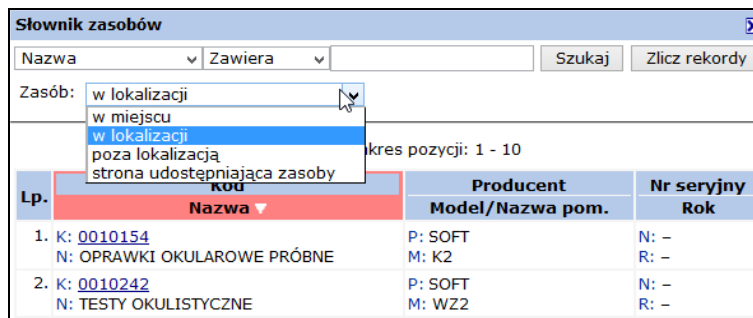 Słownik zasobów
Nazwa Zawiera Szukaj Zlicz rekordy
Zasób: w lokalizacji
w miejscu
w lokalizacji
poza lokalizacją
strona udostępniająca zasoby
kres pozycji: 1 - 10
Lp. Kod Producent Nr seryjny
Nazwa Model/Nazwa pom. Rok
1. K: 0010154 P: SOFT N: –
N: OPRAWKI OKULAROWE PRÓBNE M: K2 R: –
2. K: 0010242 P: SOFT N: –
N: TESTY OKULISTYCZNE M: WZ2 R: –